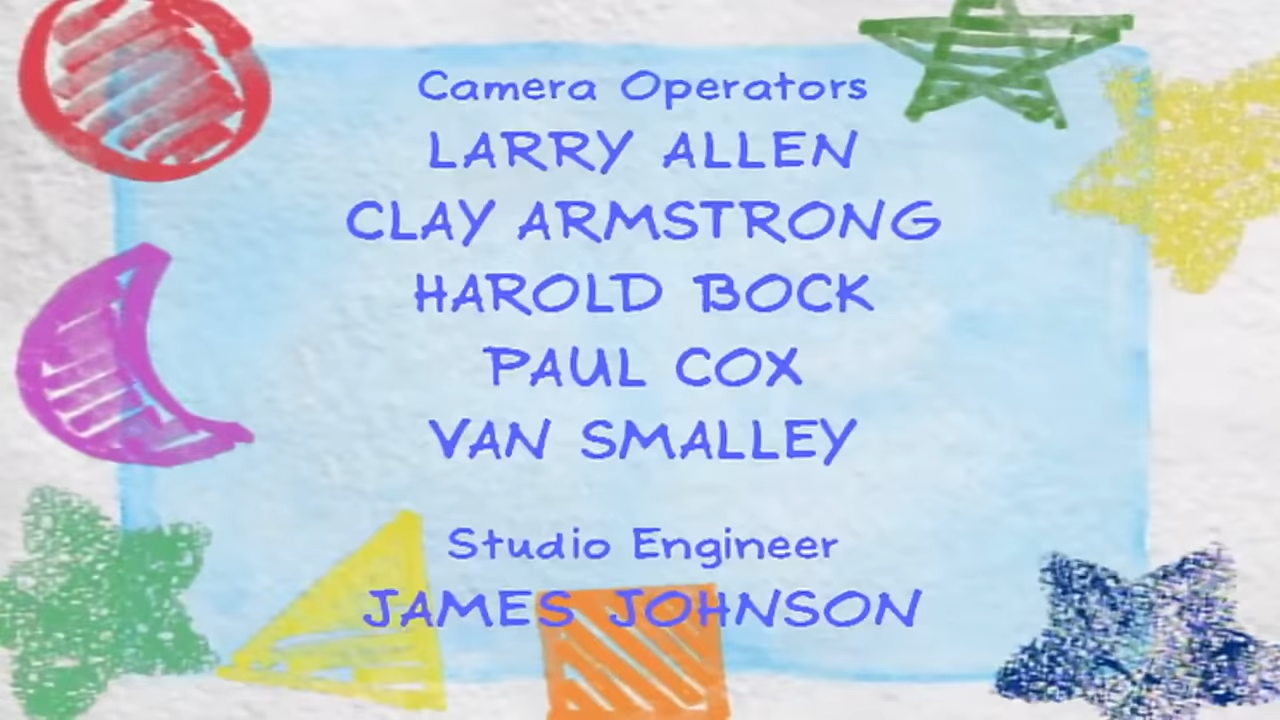 Camera Operators
LARRY ALLEN
CLAY ARMSTRONG
HAROLD BOCK
PAUL COX
VAN SMALLEY
Studio Engineer
JAMES JOHNSON